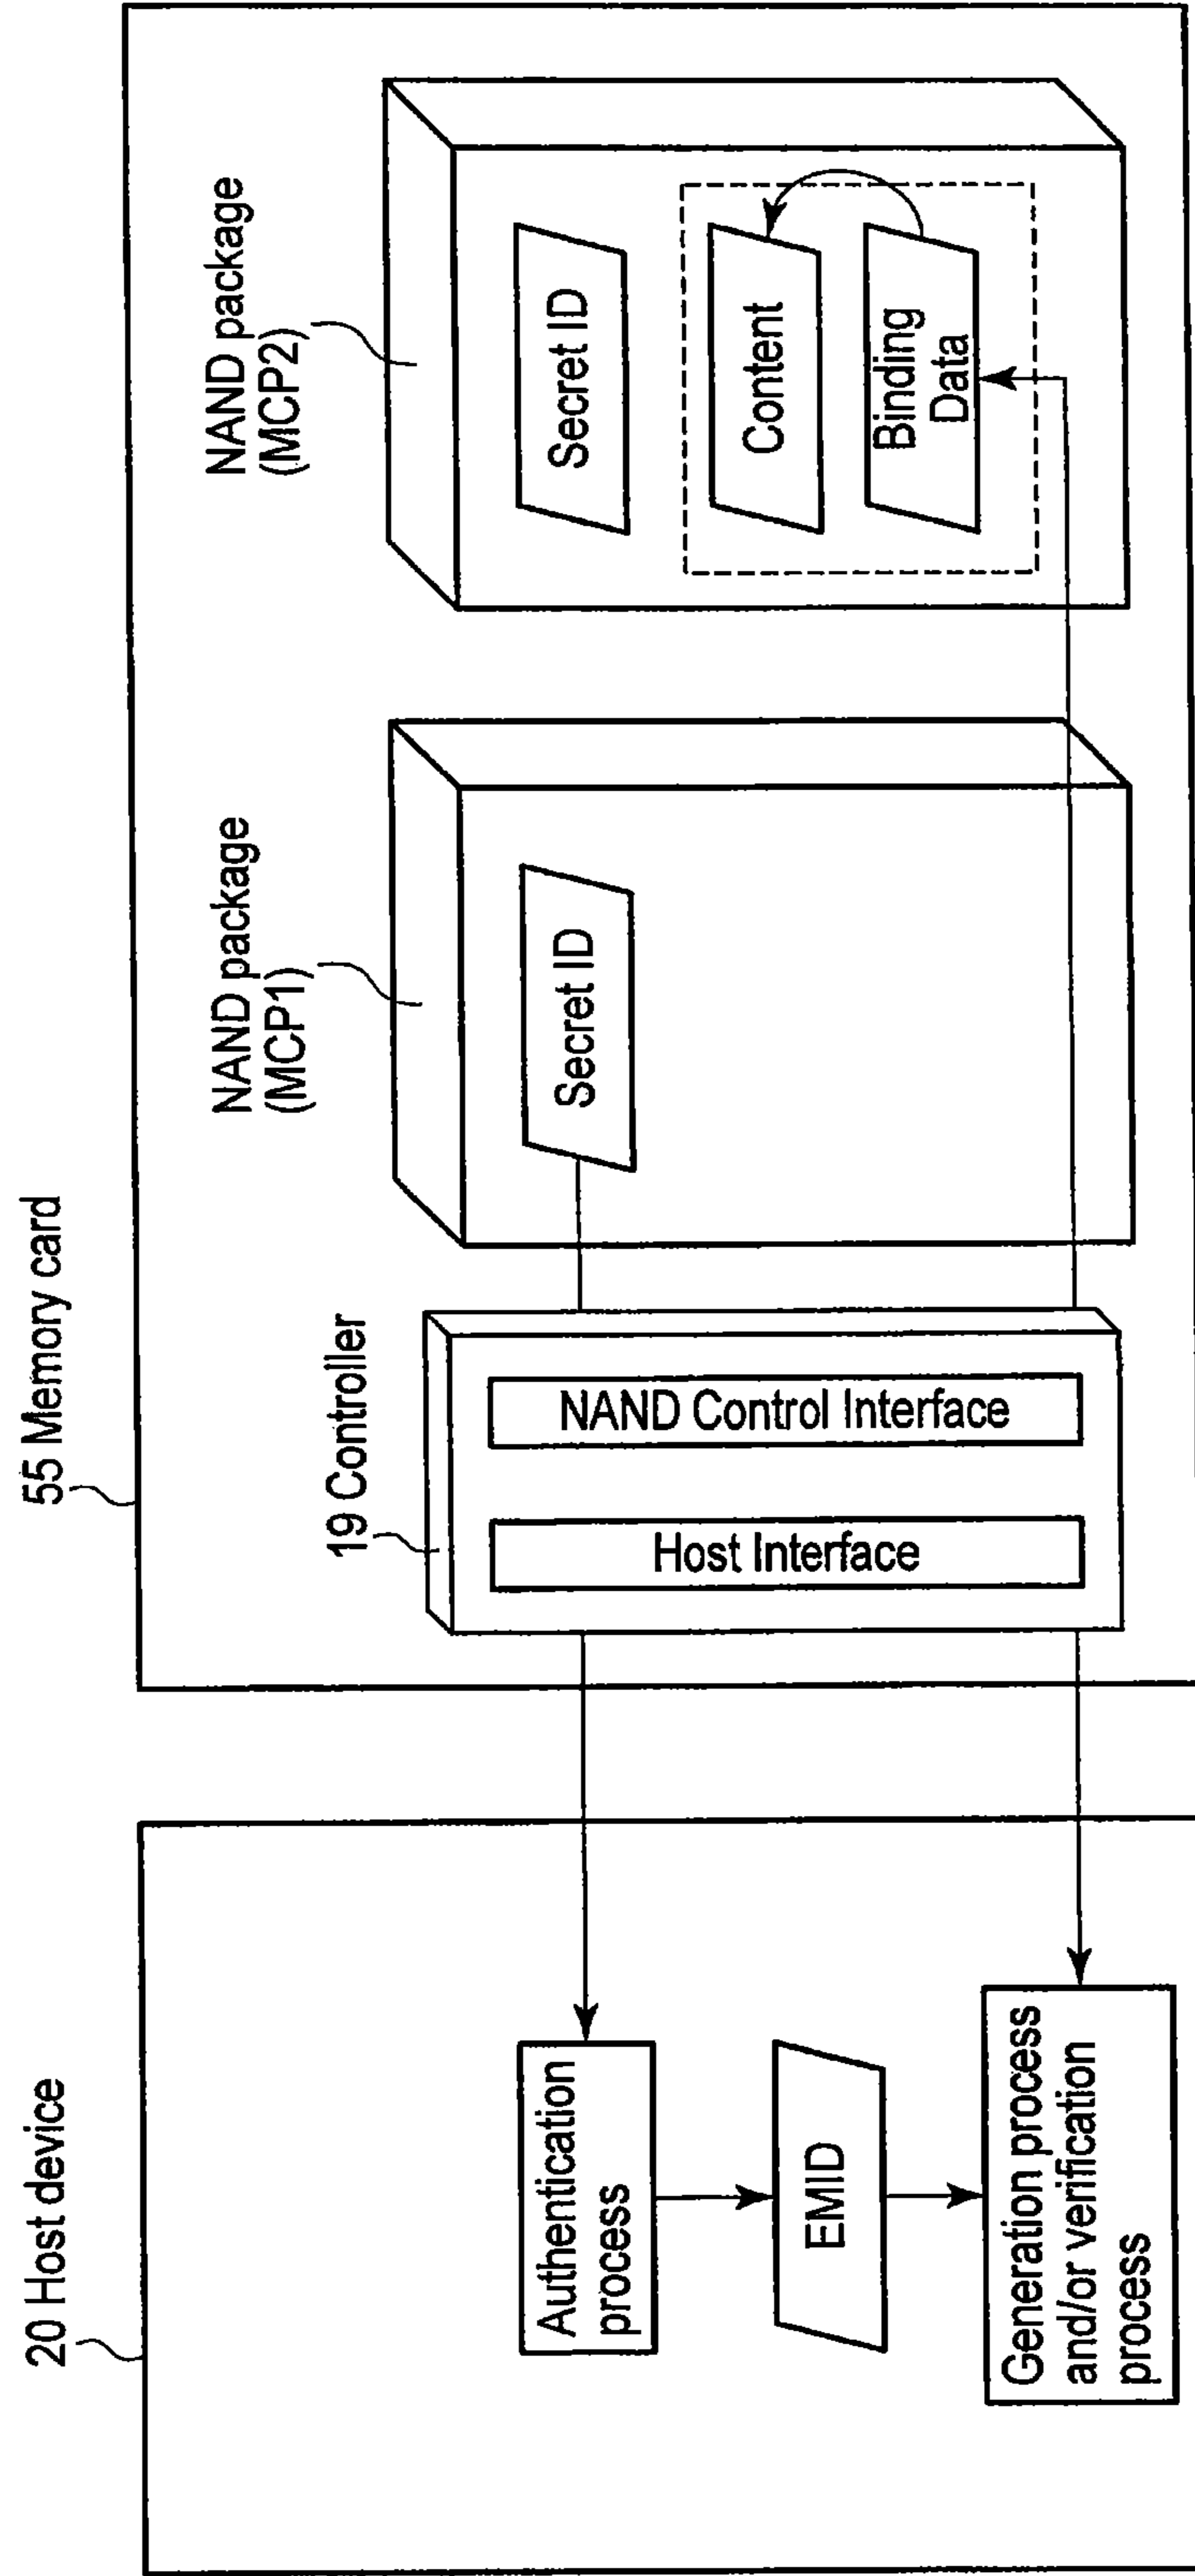 20 Host device
Authentication
process
EMID
Generation process
and/or verification
process
55 Memory card
19 Controller
Host Interface
NAND Control Interface
NAND package
(MCP1)
Secret ID
NAND package
(MCP2)
Secret ID
Content
Binding
Data